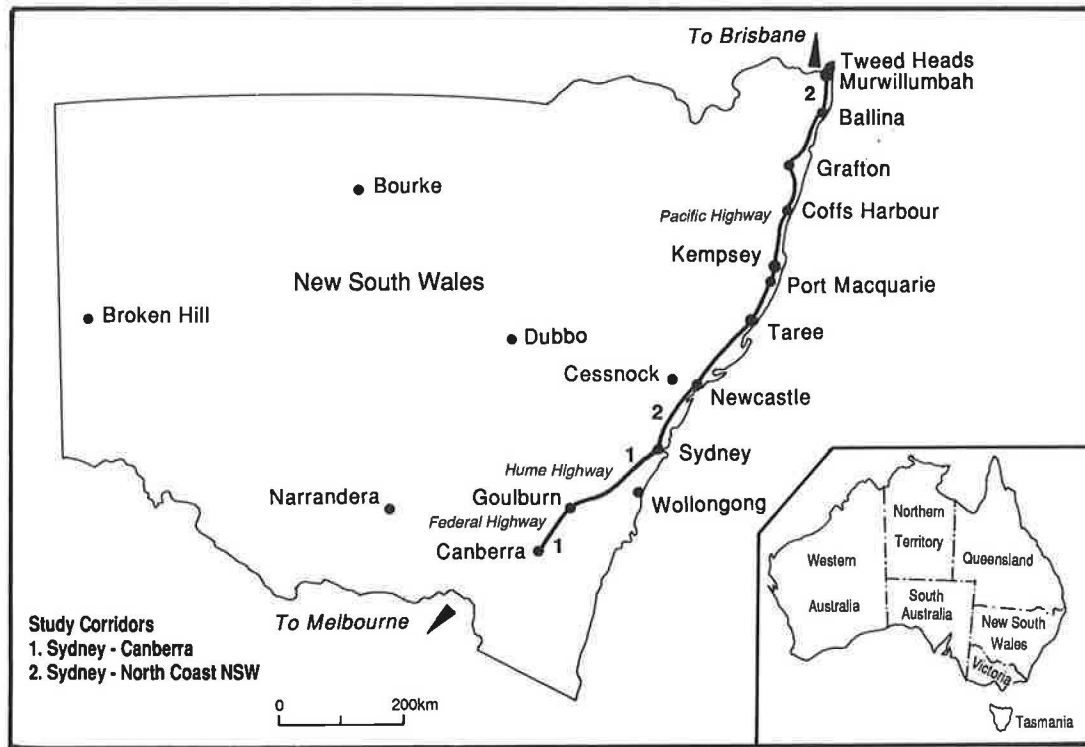 To Brisbane
Tweed Heads
Murwillumbah
2
Ballina
Grafton
Bourke
Pacific Highway
Coffs Harbour
Kempsey
New South Wales
Port Macquarie
Broken Hill
Taree
Dubbo
Cessnock
Newcastle
2
1
Sydney
Hume Highway
Narrandera
Goulburn
Wollongong
Federal Highway
Canberra
1
To Melbourne
Study Corridors
1. Sydney - Canberra
2. Sydney - North Coast NSW
0
200km
Northern
Territory
Western
Australia
Queensland
South
Australia
New South
Wales
Victoria
Tasmania